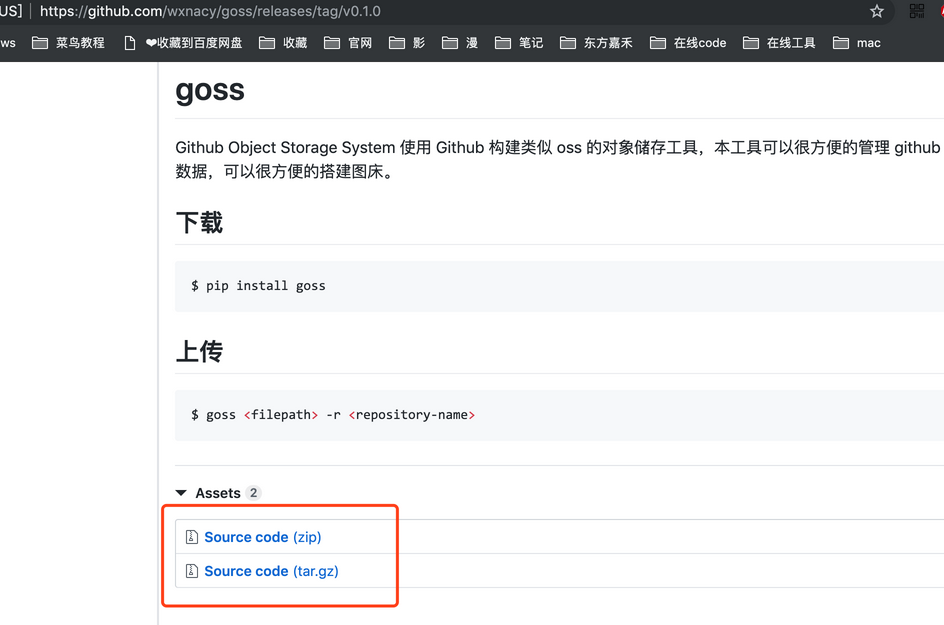 US] | https://github.com/wxnacy/goss/releases/tag/v0.1.0
ws 菜鸟教程 ❤收藏到百度网盘 收藏 官网 影 漫 笔记 东方嘉禾 在线code 在线工具 mac
goss
Github Object Storage System 使用 Github 构建类似 oss 的对象储存工具，本工具可以很方便的管理 github
数据，可以很方便的搭建图床。
下载
$ pip install goss
上传
$ goss <filepath> -r <repository-name>
Assets 2
Source code (zip)
Source code (tar.gz)